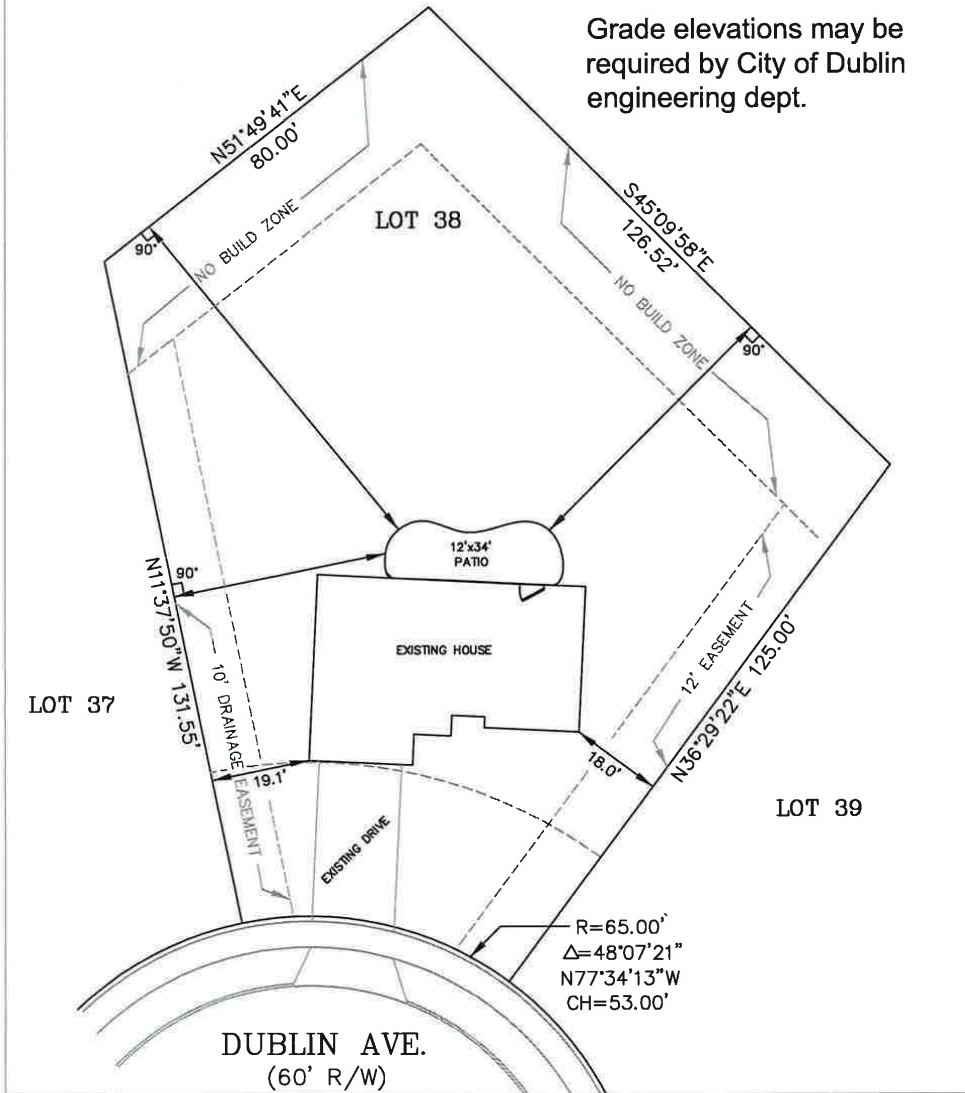 Grade elevations may be
required by City of Dublin
engineering dept.
N51°49'41"E
80.00'
LOT 38
S45°09'58"E
126.52'
90°
NO BUILD ZONE
NO BUILD ZONE
90°
12'x34'
PATIO
90°
N11°37'50"W 131.55'
10' DRAINAGE EASEMENT
EXISTING HOUSE
12' EASEMENT
N36°29'22"E 125.00'
LOT 37
19.1'
18.0'
LOT 39
EXISTING DRIVE
R=65.00'
Δ=48°07'21"
N77°34'13"W
CH=53.00'
DUBLIN AVE.
(60' R/W)